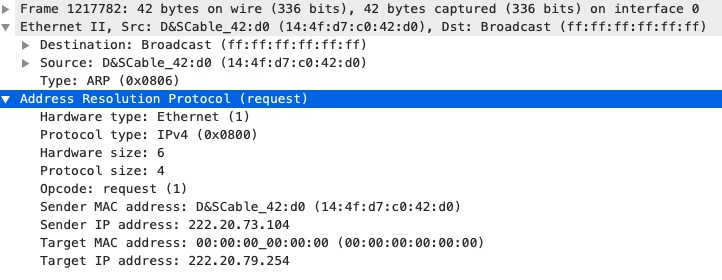 Frame 1217782: 42 bytes on wire (336 bits), 42 bytes captured (336 bits) on interface 0
Ethernet II, Src: D&SCable_42:d0 (14:4f:d7:c0:42:d0), Dst: Broadcast (ff:ff:ff:ff:ff:ff)
Destination: Broadcast (ff:ff:ff:ff:ff:ff)
Source: D&SCable_42:d0 (14:4f:d7:c0:42:d0)
Type: ARP (0x0806)
Address Resolution Protocol (request)
Hardware type: Ethernet (1)
Protocol type: IPv4 (0x0800)
Hardware size: 6
Protocol size: 4
Opcode: request (1)
Sender MAC address: D&SCable_42:d0 (14:4f:d7:c0:42:d0)
Sender IP address: 222.20.73.104
Target MAC address: 00:00:00_00:00:00 (00:00:00:00:00:00)
Target IP address: 222.20.79.254